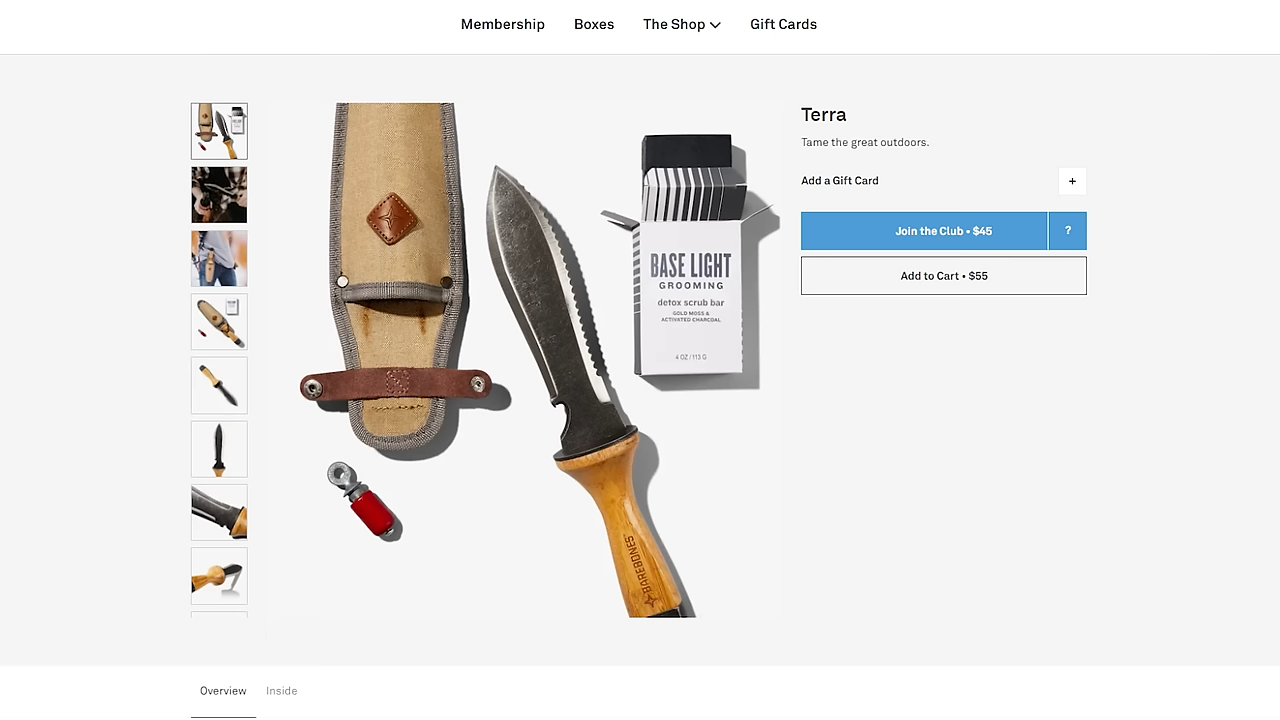 Membership
Boxes
The Shop
Gift Cards
Terra
Tame the great outdoors.
Add a Gift Card
+
Join the Club • $45
?
Add to Cart • $55
BASE LIGHT
GROOMING
detox scrub bar
GOLD MOSS &
ACTIVATED CHARCOAL
4 OZ / 113 G
BAREBONES
Overview
Inside